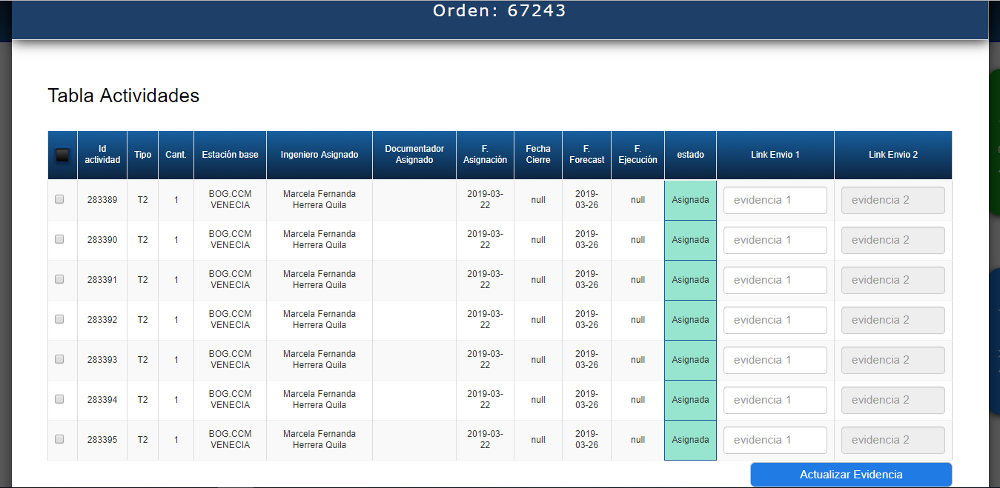 Orden: 67243
Tabla Actividades
Id actividad Tipo Cant. Estación base Ingeniero Asignado Documentador Asignado F. Asignación Fecha Cierre F. Forecast F. Ejecución estado Link Envio 1 Link Envio 2
283389 T2 1 BOG.CCM VENECIA Marcela Fernanda Herrera Quila 2019-03-22 null 2019-03-26 null Asignada evidencia 1 evidencia 2
283390 T2 1 BOG.CCM VENECIA Marcela Fernanda Herrera Quila 2019-03-22 null 2019-03-26 null Asignada evidencia 1 evidencia 2
283391 T2 1 BOG.CCM VENECIA Marcela Fernanda Herrera Quila 2019-03-22 null 2019-03-26 null Asignada evidencia 1 evidencia 2
283392 T2 1 BOG.CCM VENECIA Marcela Fernanda Herrera Quila 2019-03-22 null 2019-03-26 null Asignada evidencia 1 evidencia 2
283393 T2 1 BOG.CCM VENECIA Marcela Fernanda Herrera Quila 2019-03-22 null 2019-03-26 null Asignada evidencia 1 evidencia 2
283394 T2 1 BOG.CCM VENECIA Marcela Fernanda Herrera Quila 2019-03-22 null 2019-03-26 null Asignada evidencia 1 evidencia 2
283395 T2 1 BOG.CCM VENECIA Marcela Fernanda Herrera Quila 2019-03-22 null 2019-03-26 null Asignada evidencia 1 evidencia 2
Actualizar Evidencia